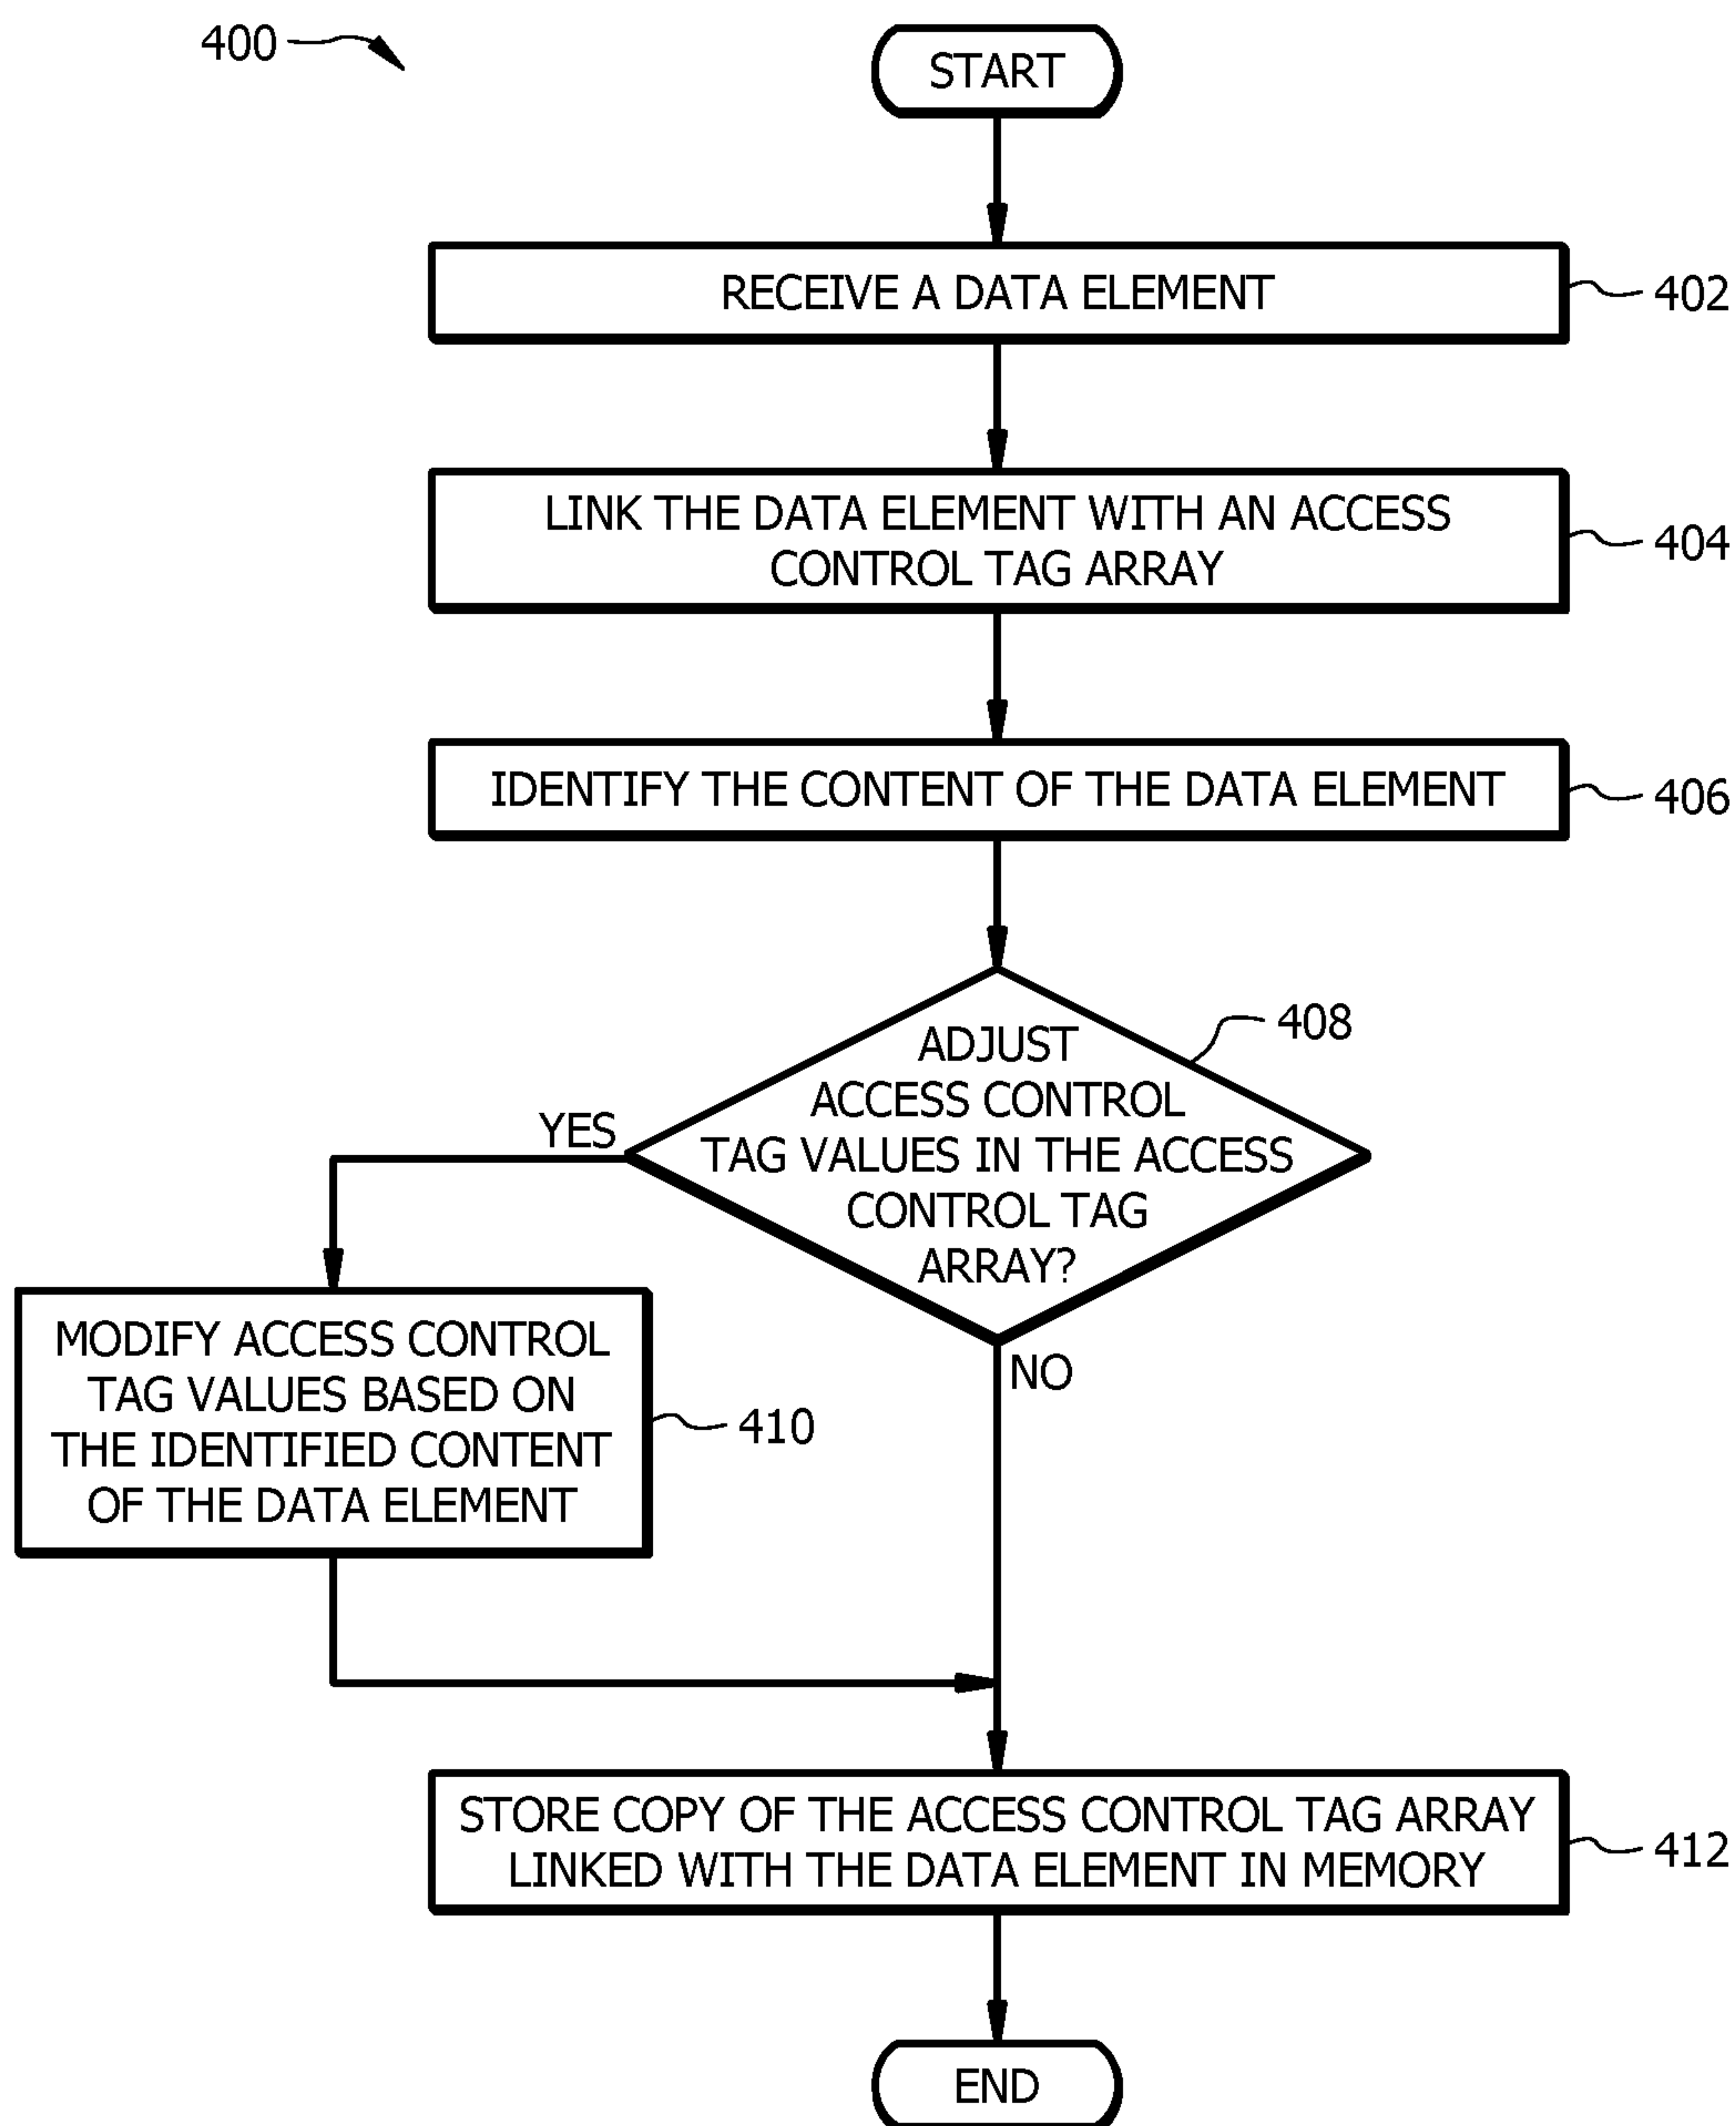 400
START
RECEIVE A DATA ELEMENT
402
LINK THE DATA ELEMENT WITH AN ACCESS
CONTROL TAG ARRAY
404
IDENTIFY THE CONTENT OF THE DATA ELEMENT
406
ADJUST
ACCESS CONTROL
TAG VALUES IN THE ACCESS
CONTROL TAG
ARRAY?
408
YES
NO
MODIFY ACCESS CONTROL
TAG VALUES BASED ON
THE IDENTIFIED CONTENT
OF THE DATA ELEMENT
410
STORE COPY OF THE ACCESS CONTROL TAG ARRAY
LINKED WITH THE DATA ELEMENT IN MEMORY
412
END